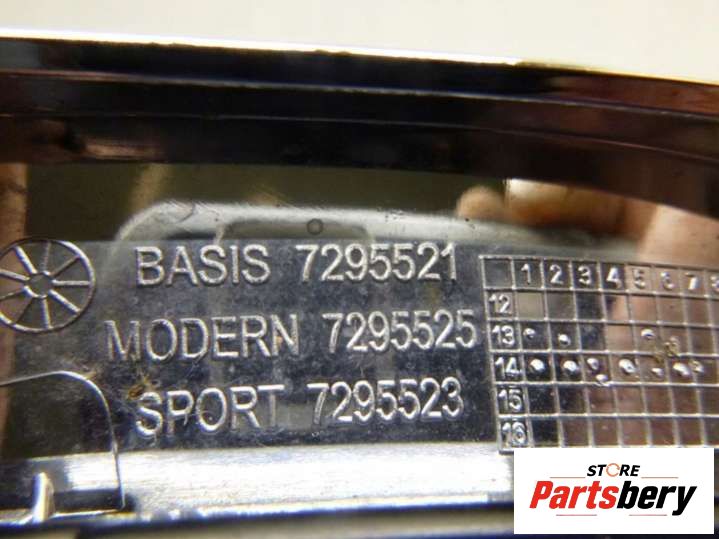 BASIS 7295521
MODERN 7295525
SPORT 7295523
1 2 3 4 5 6 7 8
12
13
14
15
16
STORE
Partsbery